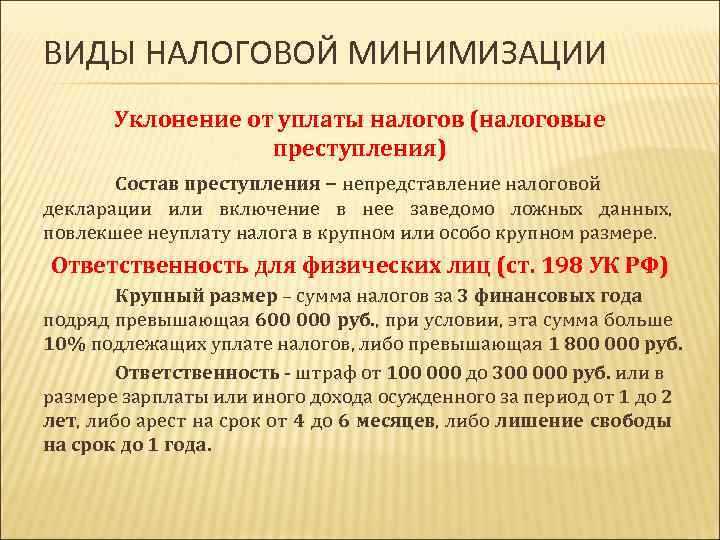 ВИДЫ НАЛОГОВОЙ МИНИМИЗАЦИИ
Уклонение от уплаты налогов (налоговые
преступления)
Состав преступления – непредставление налоговой
декларации или включение в нее заведомо ложных данных,
повлекшее неуплату налога в крупном или особо крупном размере.
Ответственность для физических лиц (ст. 198 УК РФ)
Крупный размер – сумма налогов за 3 финансовых года
подряд превышающая 600 000 руб. , при условии, эта сумма больше
10% подлежащих уплате налогов, либо превышающая 1 800 000 руб.
Ответственность - штраф от 100 000 до 300 000 руб. или в
размере зарплаты или иного дохода осужденного за период от 1 до 2
лет, либо арест на срок от 4 до 6 месяцев, либо лишение свободы
на срок до 1 года.